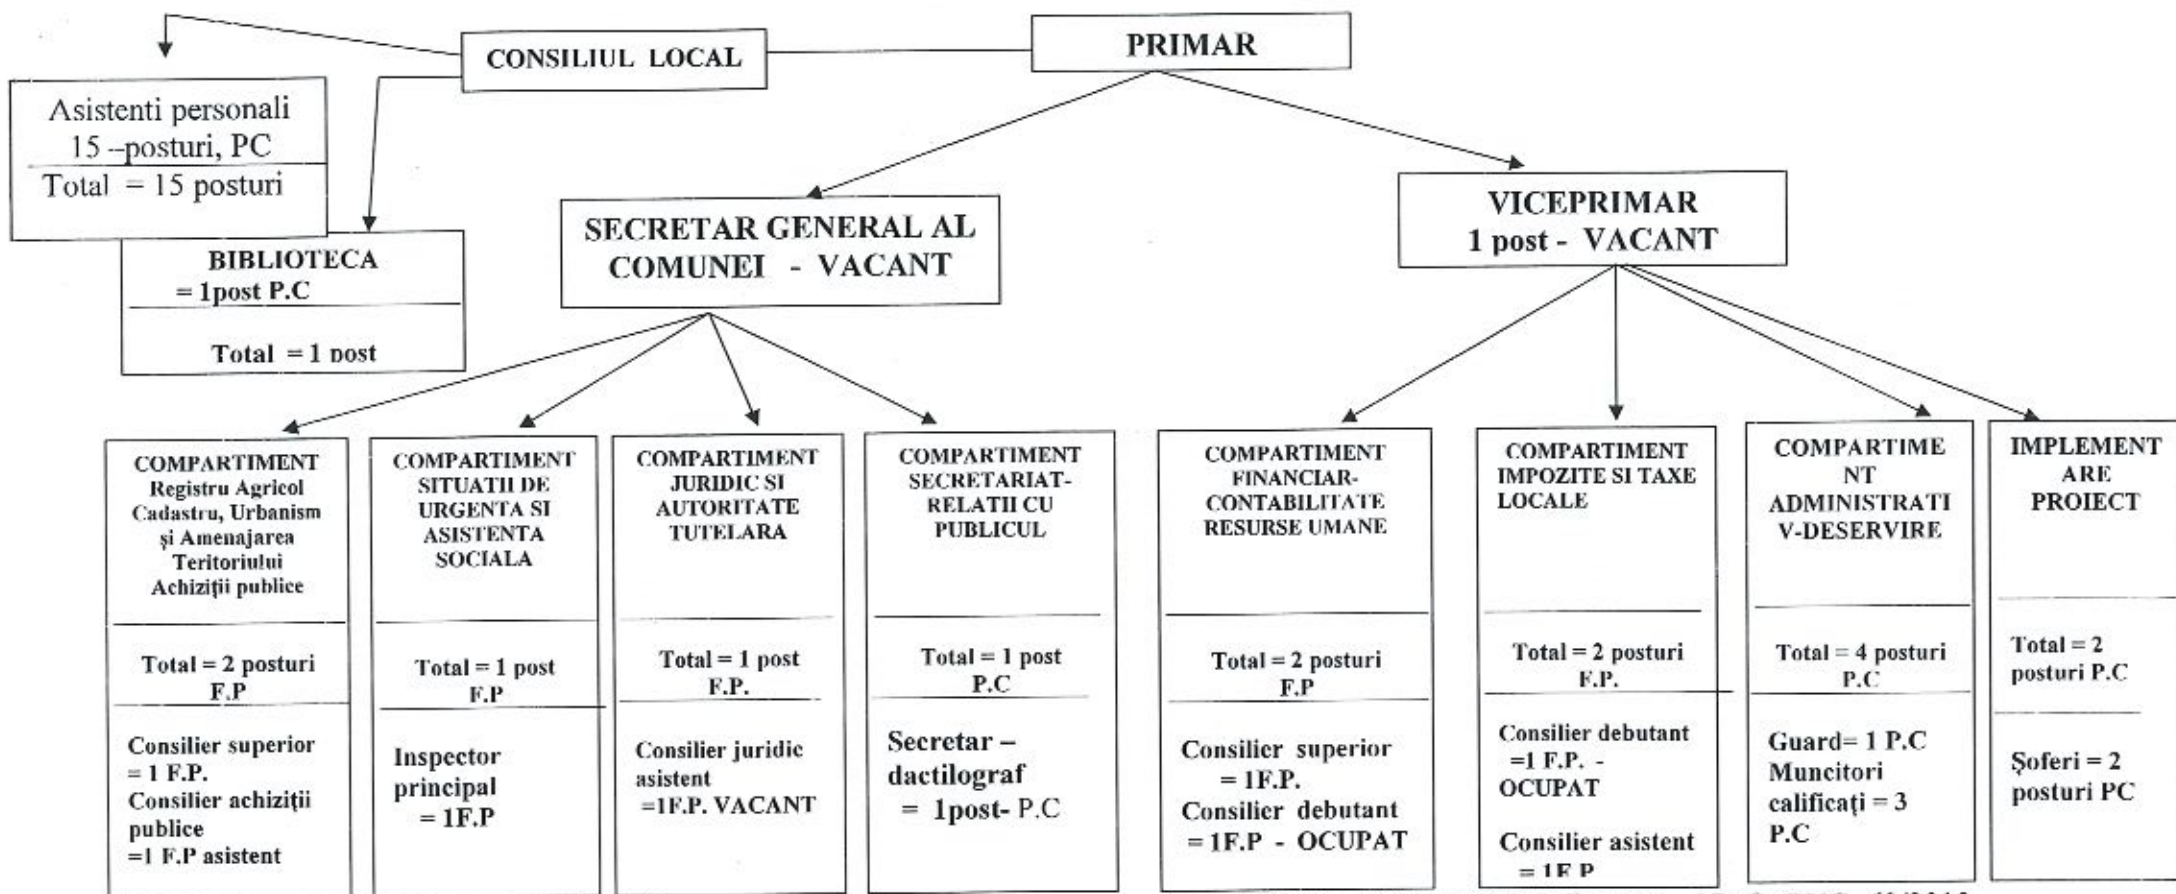 CONSILIUL LOCAL
PRIMAR
Asistenti personali
15 –posturi, PC
Total = 15 posturi
BIBLIOTECA
= 1post P.C
Total = 1 post
SECRETAR GENERAL AL
COMUNEI - VACANT
VICEPRIMAR
1 post - VACANT
COMPARTIMENT
Registru Agricol
Cadastru, Urbanism
şi Amenajarea
Teritoriului
Achiziţii publice
Total = 2 posturi
F.P
Consilier superior
= 1 F.P.
Consilier achiziţii
publice
=1 F.P asistent
COMPARTIMENT
SITUATII DE
URGENTA SI
ASISTENTA
SOCIALA
Total = 1 post
F.P
Inspector
principal
= 1F.P
COMPARTIMENT
JURIDIC SI
AUTORITATE
TUTELARA
Total = 1 post
F.P.
Consilier juridic
asistent
=1F.P. VACANT
COMPARTIMENT
SECRETARIAT-
RELATII CU
PUBLICUL
Total = 1 post
P.C
Secretar –
dactilograf
= 1post- P.C
COMPARTIMENT
FINANCIAR-
CONTABILITATE
RESURSE UMANE
Total = 2 posturi
F.P
Consilier superior
= 1F.P.
Consilier debutant
= 1F.P - OCUPAT
COMPARTIMENT
IMPOZITE SI TAXE
LOCALE
Total = 2 posturi
F.P.
Consilier debutant
=1 F.P. -
OCUPAT
Consilier asistent
= 1F.P
COMPARTIME
NT
ADMINISTRATI
V-DESERVIRE
Total = 4 posturi
P.C
Guard= 1 P.C
Muncitori
calificaţi = 3
P.C
IMPLEMENT
ARE
PROIECT
Total = 2
posturi P.C
Şoferi = 2
posturi PC